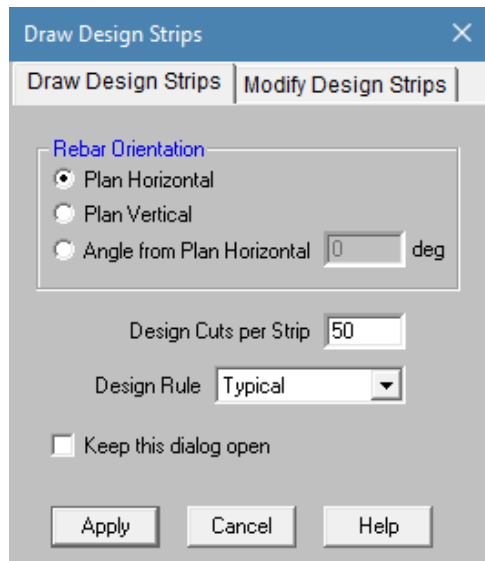 Draw Design Strips
Draw Design Strips Modify Design Strips
Rebar Orientation
Plan Horizontal
Plan Vertical
Angle from Plan Horizontal 0 deg
Design Cuts per Strip 50
Design Rule Typical
Keep this dialog open
Apply Cancel Help